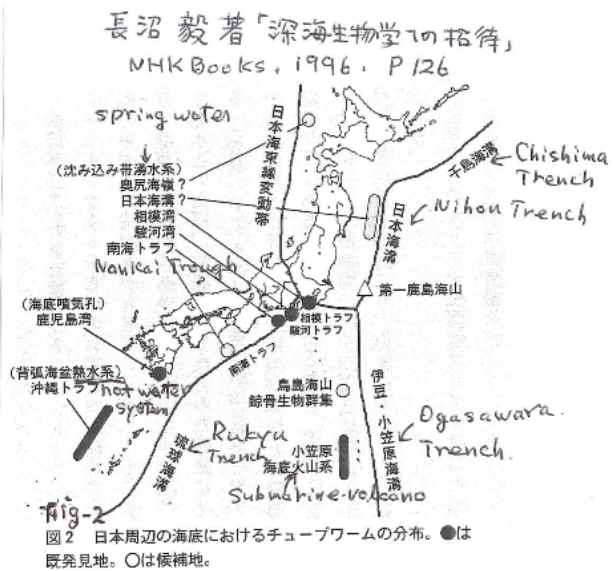 長沼 毅 著「深海生物学への招待」
NHK Books, 1996, P126
spring water
(沈み込み帯湧水系)
奥尻海嶺?
日本海溝?
相模湾
駿河湾
南海トラフ
Nankai Trough
日本海東縁変動帯
千島海溝
Chishima
Trench
日本海溝
Nihon Trench
第一鹿島海山
相模トラフ
駿河トラフ
南海トラフ
(海底噴気孔)
鹿児島湾
(背弧海盆熱水系)
沖縄トラフ
hot water
system
鳥島海山
鯨骨生物群集
伊豆・小笠原海溝
Ogasawara
Trench
琉球海溝
Rukyu
Trench
小笠原
海底火山系
Submarine-volcano
Fig-2
図2 日本周辺の海底におけるチューブワームの分布。●は
既発見地。○は候補地。